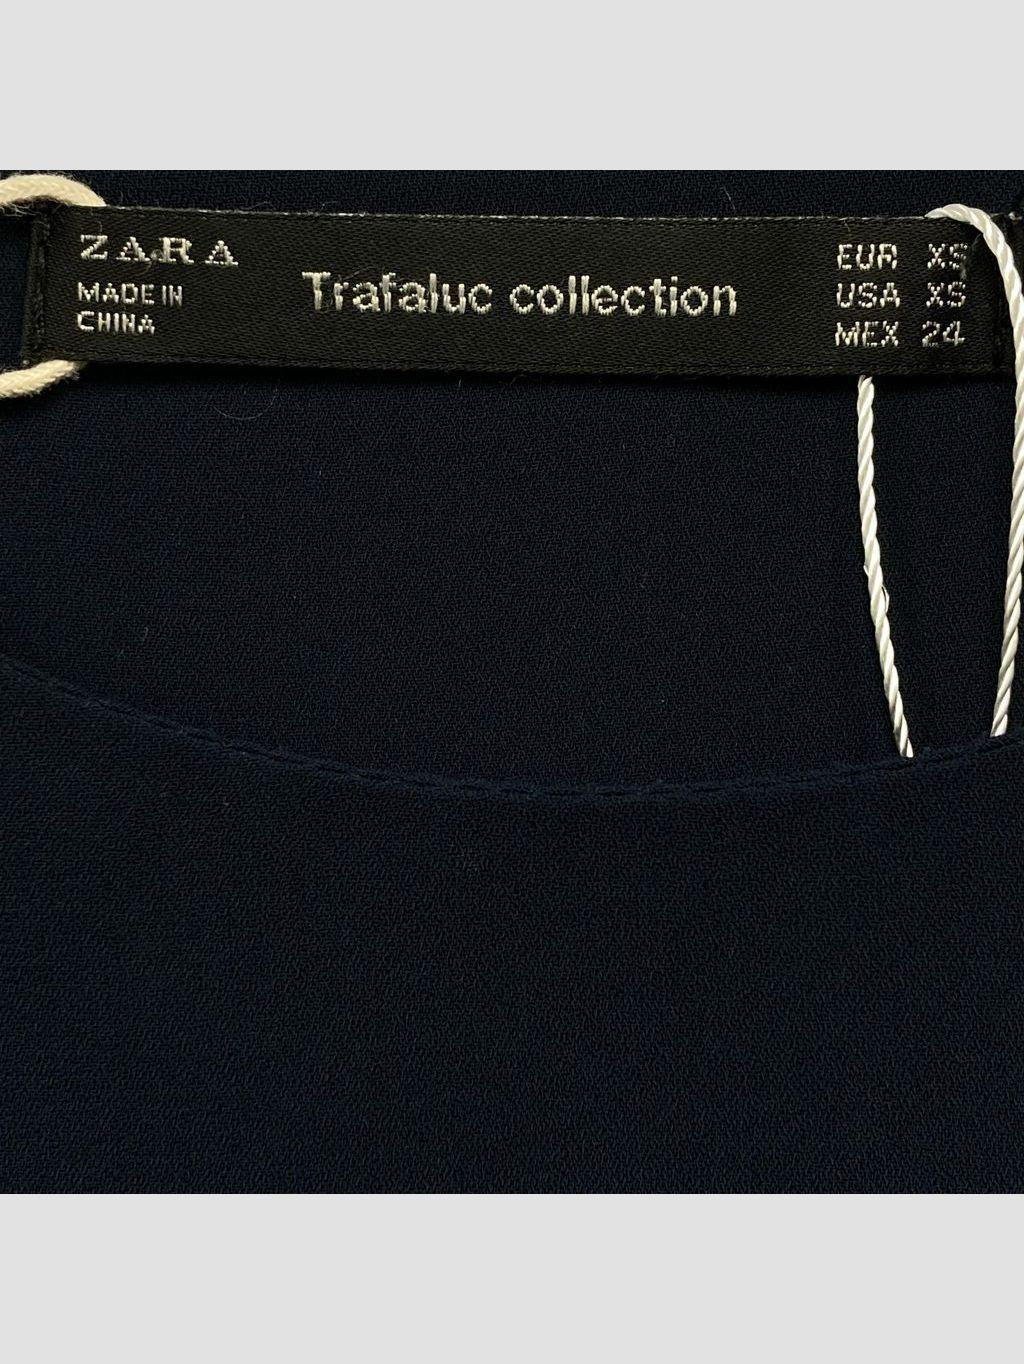 ZARA
MADE IN
CHINA
Trafaluc collection
EUR XS
USA XS
MEX 24